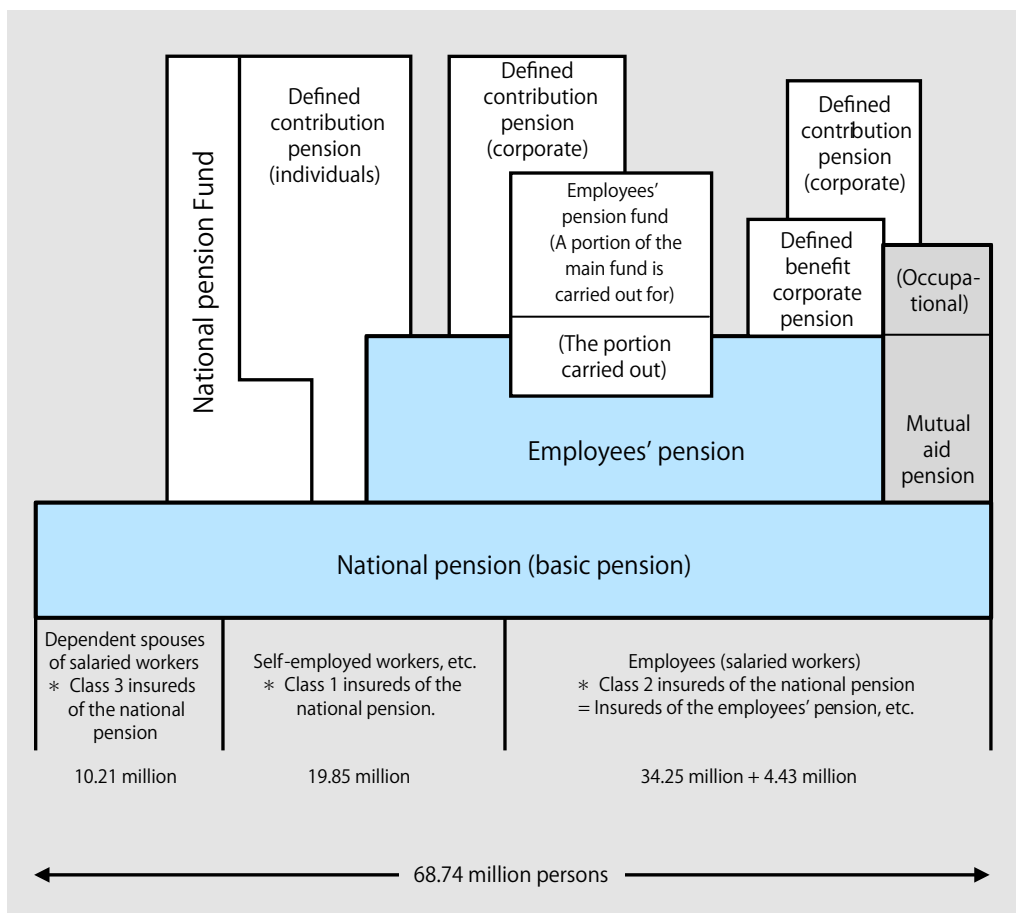 National pension Fund
Defined
contribution
pension
(individuals)
Defined
contribution
pension
(corporate)
Employees’
pension fund
(A portion of the
main fund is
carried out for)
(The portion
carried out)
Defined
contribution
pension
(corporate)
Defined
benefit
corporate
pension
(Occupa-
tional)
Mutual
aid
pension
Employees’ pension
National pension (basic pension)
Dependent spouses
of salaried workers
* Class 3 insureds
of the national
pension
10.21 million
Self-employed workers, etc.
* Class 1 insureds of the
national pension.
19.85 million
Employees (salaried workers)
* Class 2 insureds of the national pension
= Insureds of the employees’ pension, etc.
34.25 million + 4.43 million
68.74 million persons